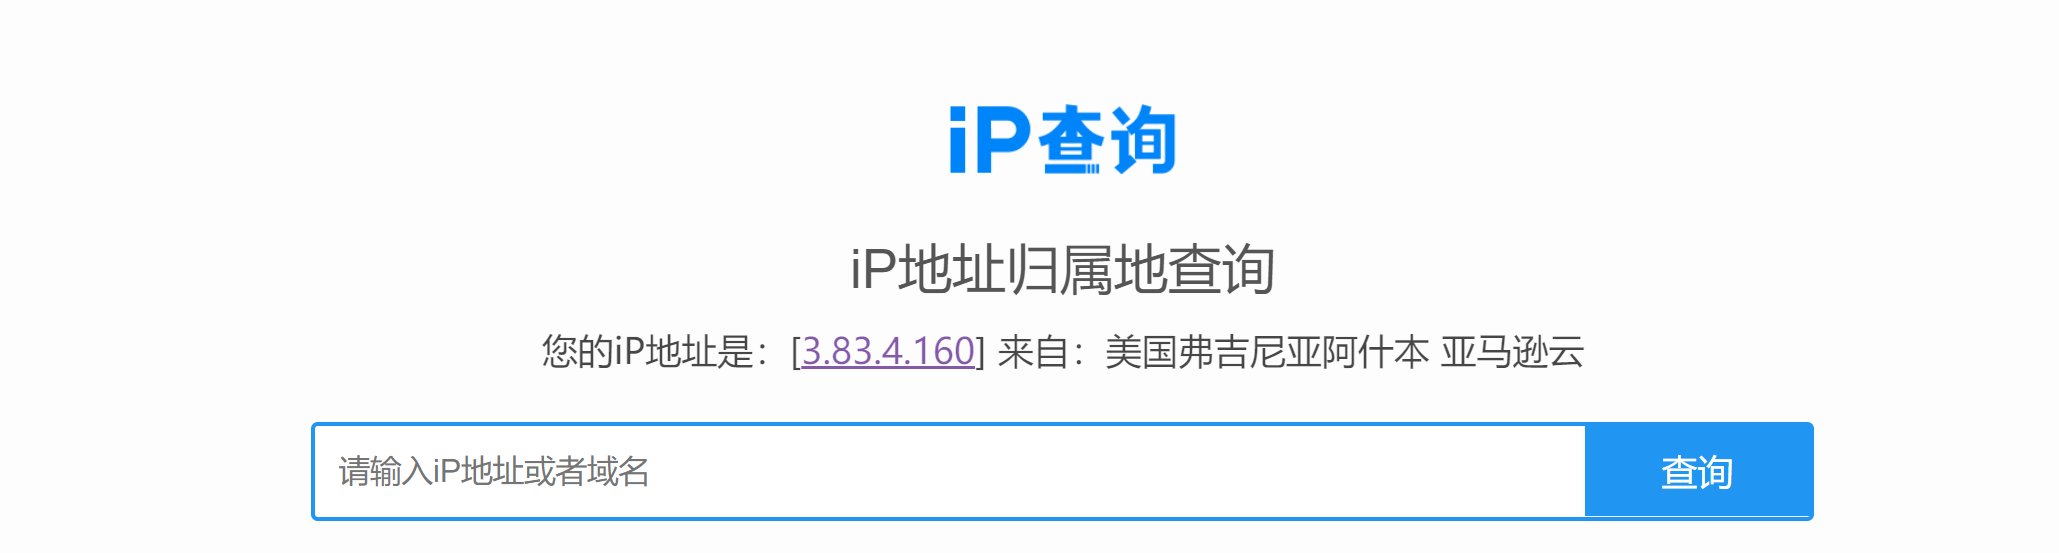 iP查询
iP地址归属地查询
您的iP地址是：[3.83.4.160] 来自：美国弗吉尼亚阿什本 亚马逊云
请输入iP地址或者域名
查询